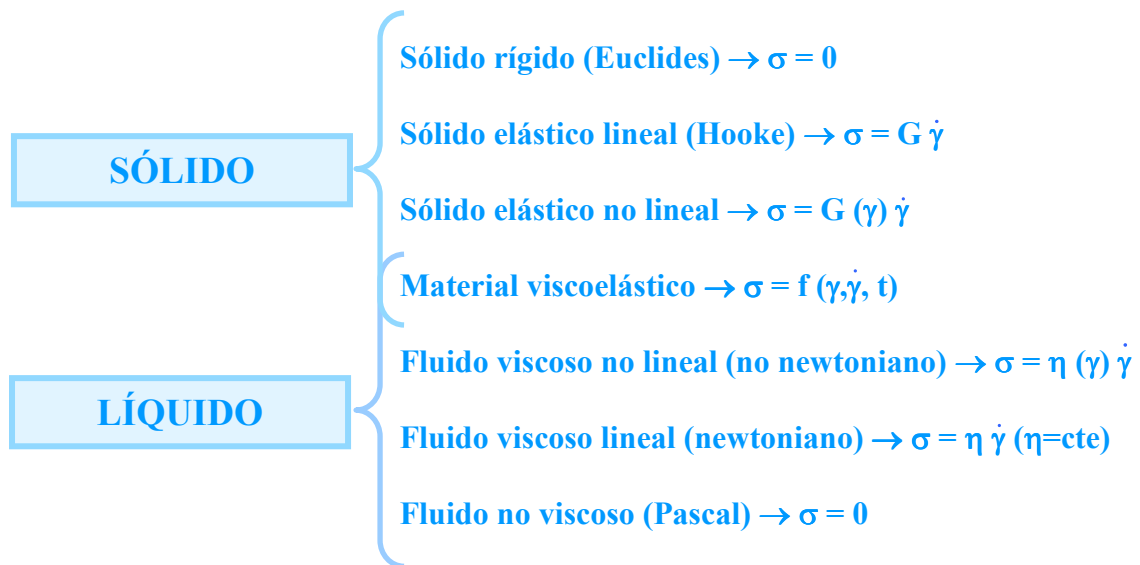 Sólido rígido (Euclides) → σ = 0
Sólido elástico lineal (Hooke) → σ = G γ̇
SÓLIDO
Sólido elástico no lineal → σ = G (γ) γ̇
Material viscoelástico → σ = f (γ,γ̇, t)
Fluido viscoso no lineal (no newtoniano) → σ = η (γ) γ̇
LÍQUIDO
Fluido viscoso lineal (newtoniano) → σ = η γ̇ (η=cte)
Fluido no viscoso (Pascal) → σ = 0